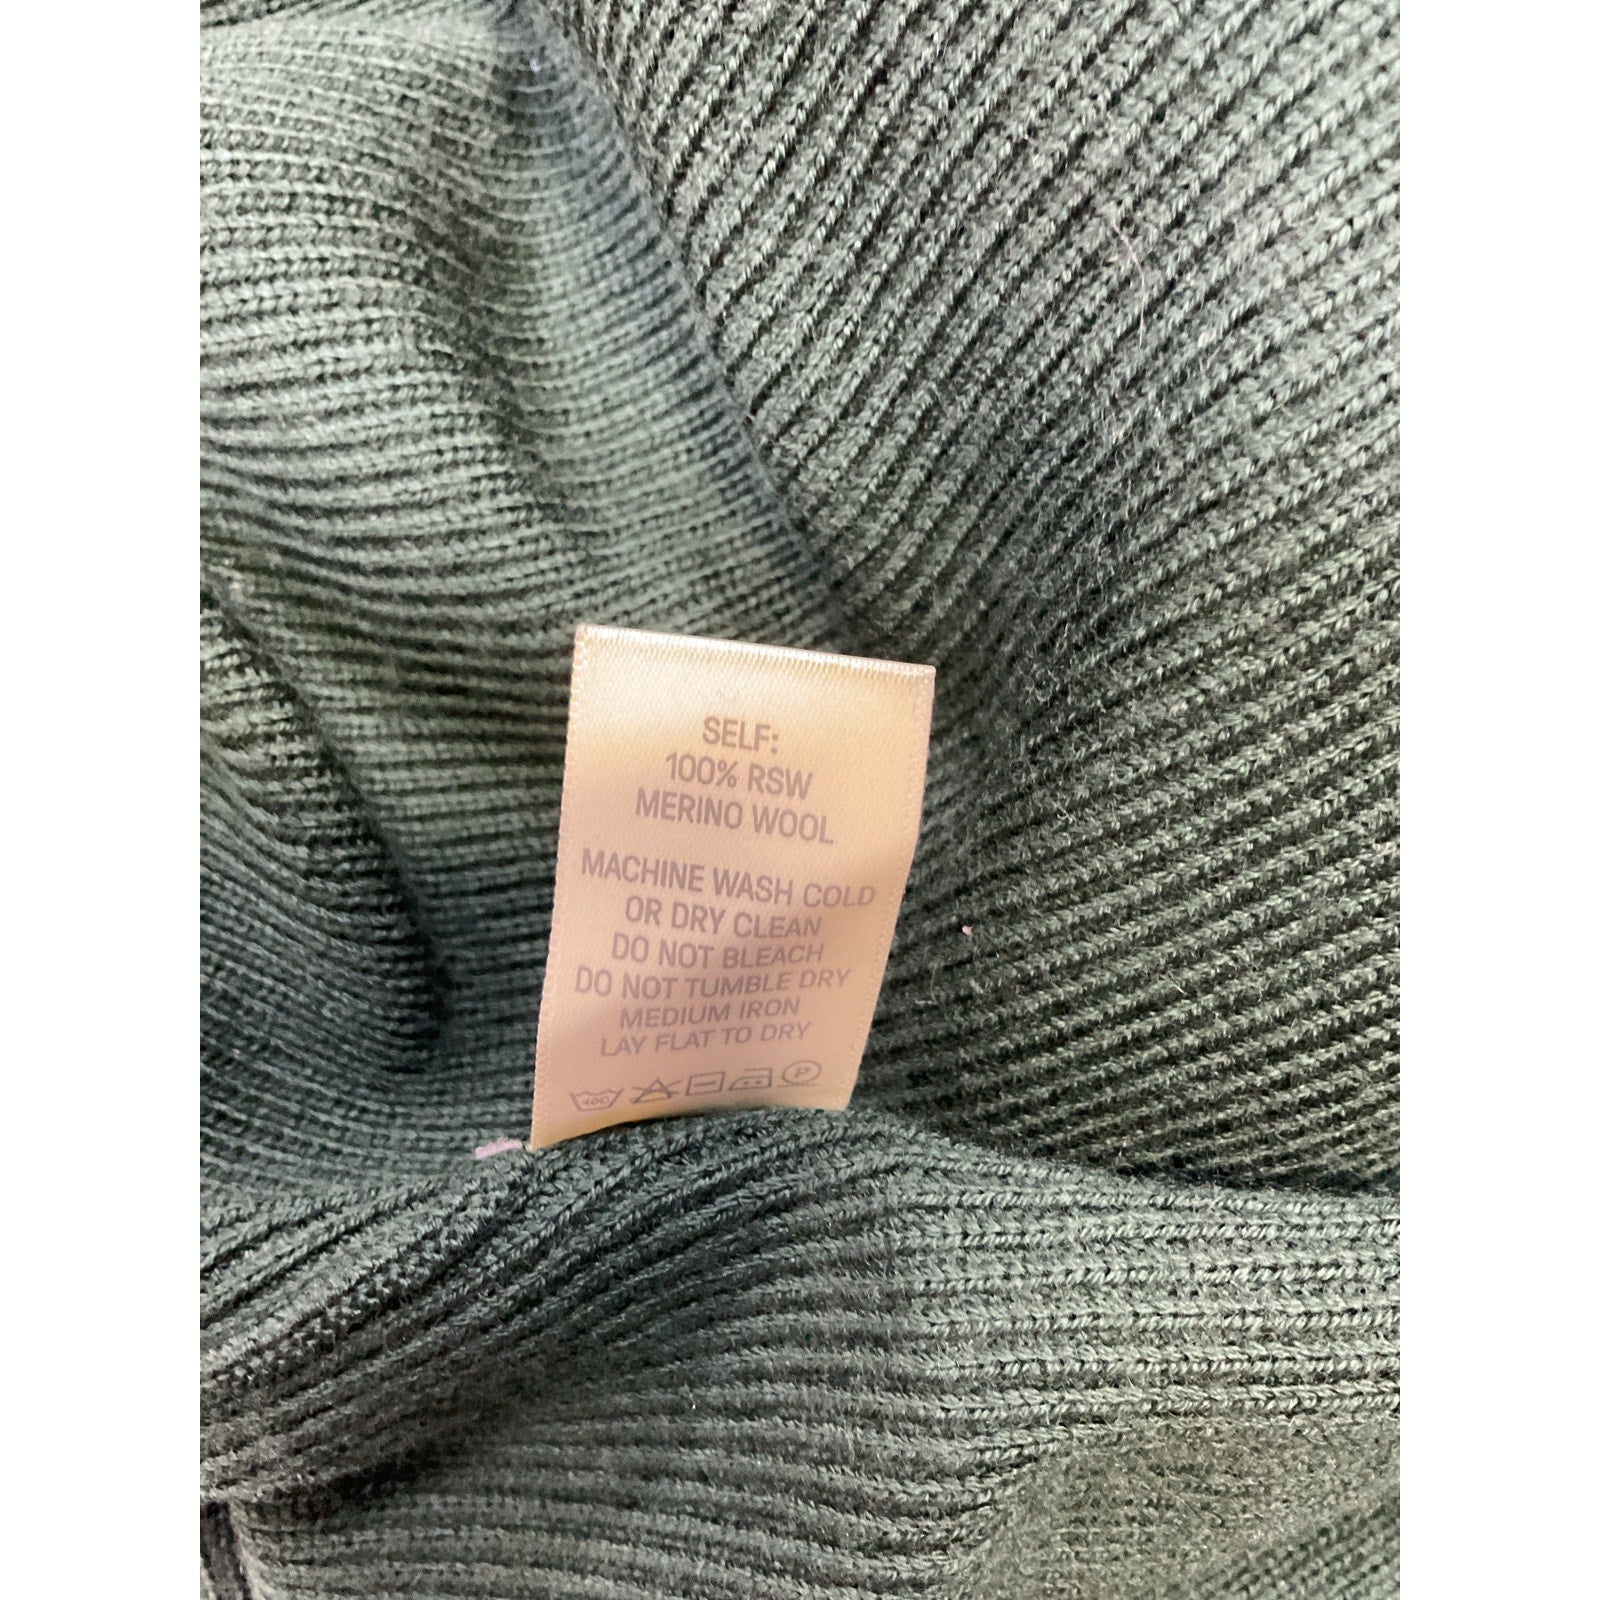 SELF:
100% RSW
MERINO WOOL
MACHINE WASH COLD
OR DRY CLEAN
DO NOT BLEACH
DO NOT TUMBLE DRY
MEDIUM IRON
LAY FLAT TO DRY
40C P